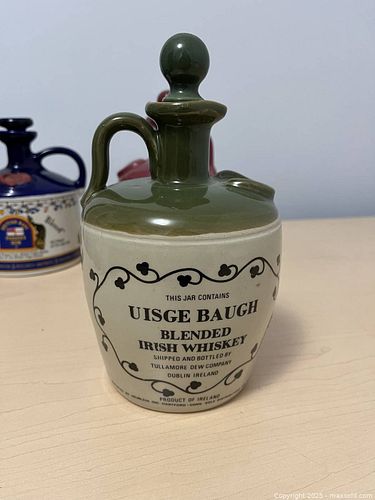 THIS JAR CONTAINS
UISGE BAUGH
BLENDED
IRISH WHISKEY
SHIPPED AND BOTTLED BY
TULLAMORE DEW COMPANY
DUBLIN IRELAND
PRODUCT OF IRELAND
Copyright 2025 - maxsold.com